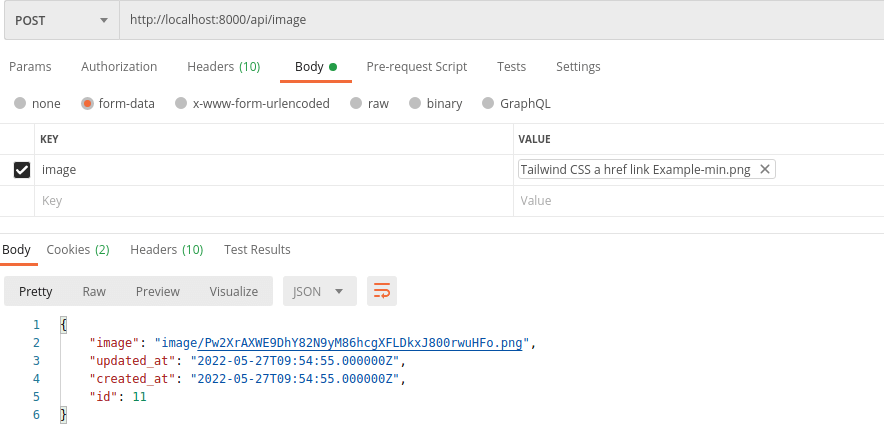 POST http://localhost:8000/api/image
Params Authorization Headers (10) Body Pre-request Script Tests Settings
none form-data x-www-form-urlencoded raw binary GraphQL
KEY VALUE
image Tailwind CSS a href link Example-min.png
Key Value
Body Cookies (2) Headers (10) Test Results
Pretty Raw Preview Visualize JSON
1 {
2 "image": "image/Pw2XrAXWE9DhY82N9yM86hcgXFLDkxJ800rwuHFo.png",
3 "updated_at": "2022-05-27T09:54:55.000000Z",
4 "created_at": "2022-05-27T09:54:55.000000Z",
5 "id": 11
6 }